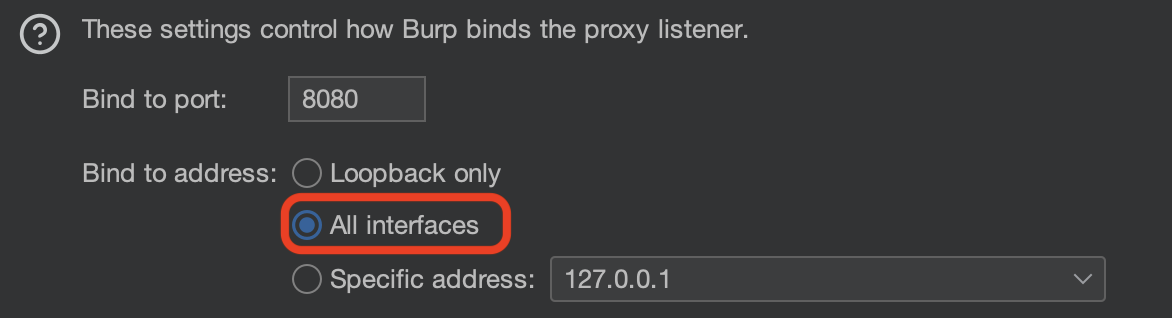 These settings control how Burp binds the proxy listener.
Bind to port: 8080
Bind to address: Loopback only
All interfaces
Specific address: 127.0.0.1